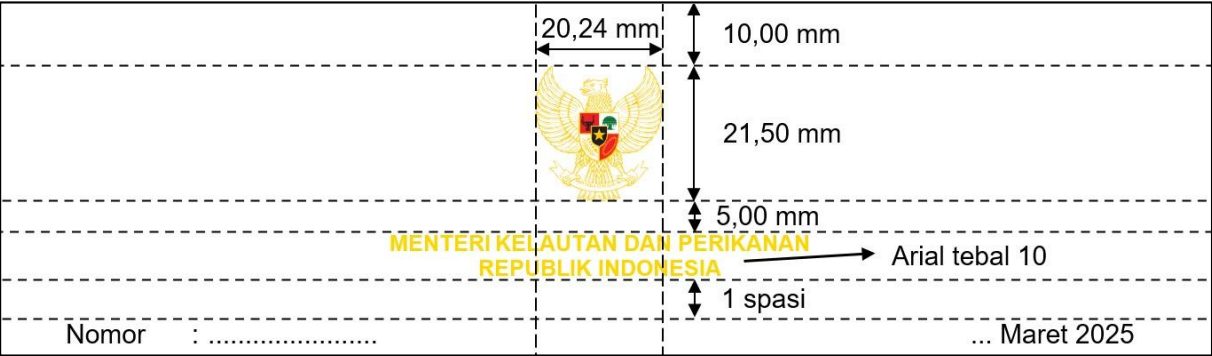 20,24 mm
10,00 mm
21,50 mm
5,00 mm
MENTERI KELAUTAN DAN PERIKANAN
REPUBLIK INDONESIA
Arial tebal 10
1 spasi
Nomor : ....................... ... Maret 2025